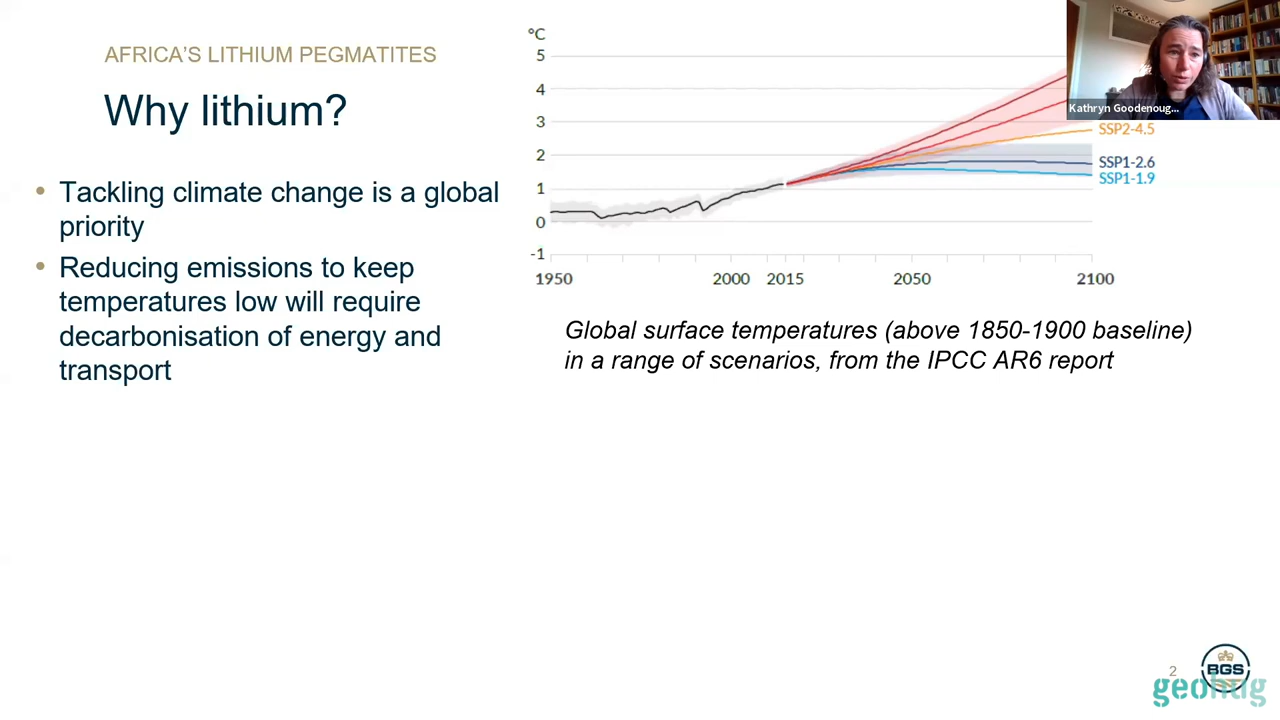 AFRICA'S LITHIUM PEGMATITES
Why lithium?
• Tackling climate change is a global
priority
• Reducing emissions to keep
temperatures low will require
decarbonisation of energy and
transport
°C
5
4
3
2
1
0
-1
1950
2000
2015
2050
2100
SSP2-4.5
SSP1-2.6
SSP1-1.9
Kathryn Goodenoug...
Global surface temperatures (above 1850-1900 baseline)
in a range of scenarios, from the IPCC AR6 report
2
BGS
geohug